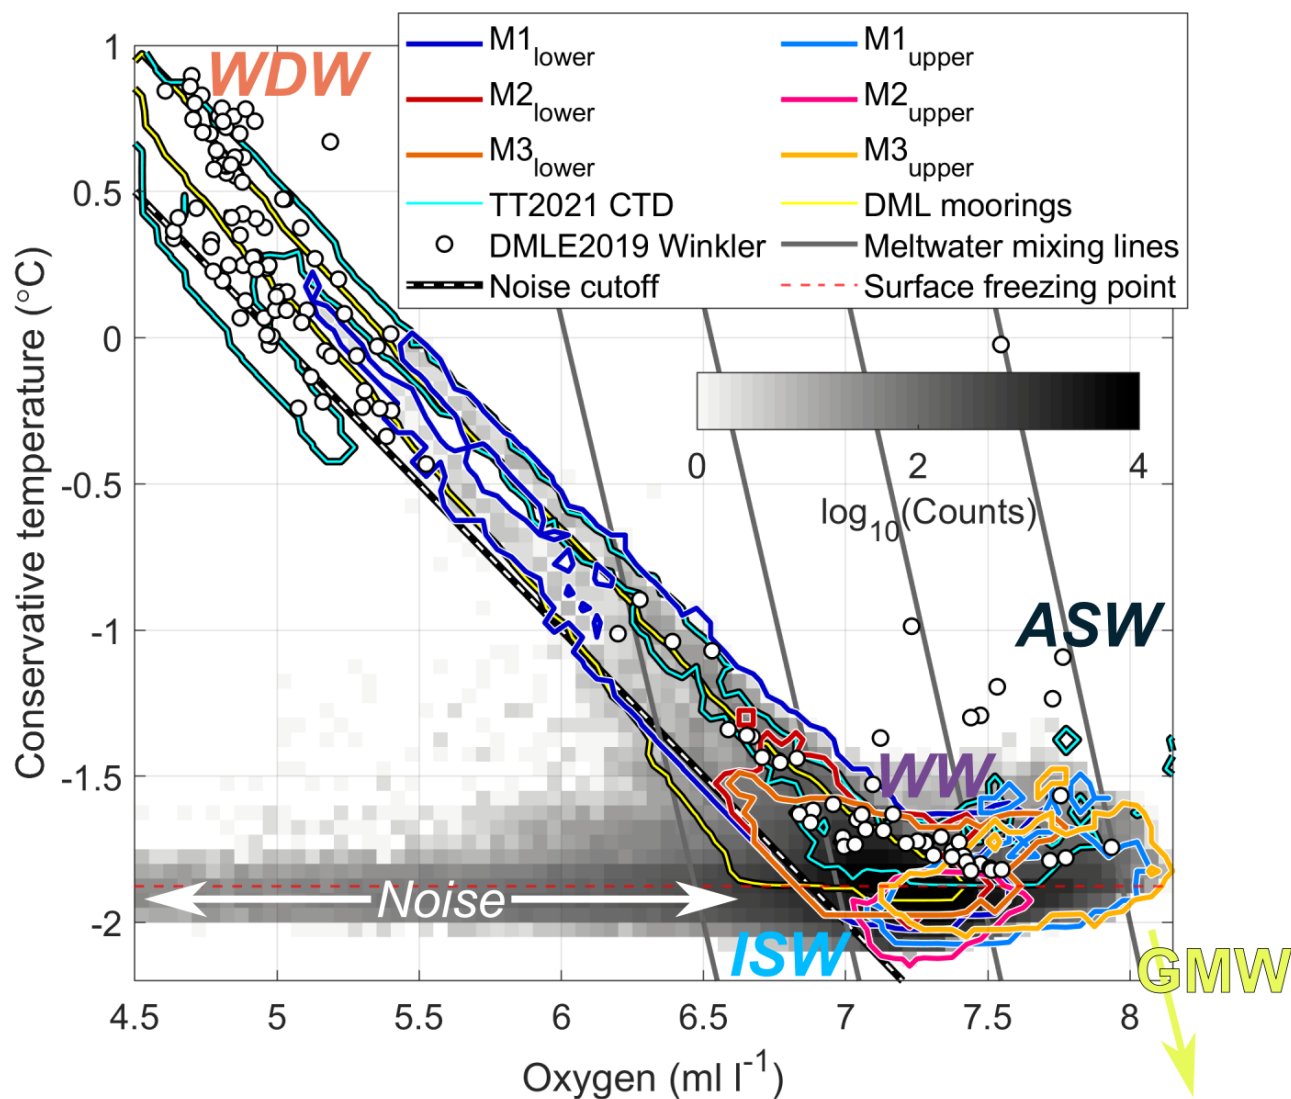 M1lower
M1upper
M2lower
M2upper
M3lower
M3upper
TT2021 CTD
DML moorings
DMLE2019 Winkler
Meltwater mixing lines
Noise cutoff
Surface freezing point
WDW
1
0.5
0
-0.5
-1
-1.5
-2
Conservative temperature (°C)
0 2 4
log10(Counts)
ASW
WW
Noise
ISW
GMW
4.5 5 5.5 6 6.5 7 7.5 8
Oxygen (ml l-1)